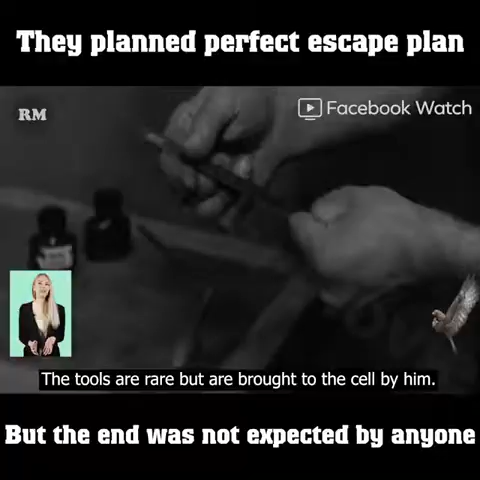 They planned perfect escape plan
RM
Facebook Watch
The tools are rare but are brought to the cell by him.
But the end was not expected by anyone